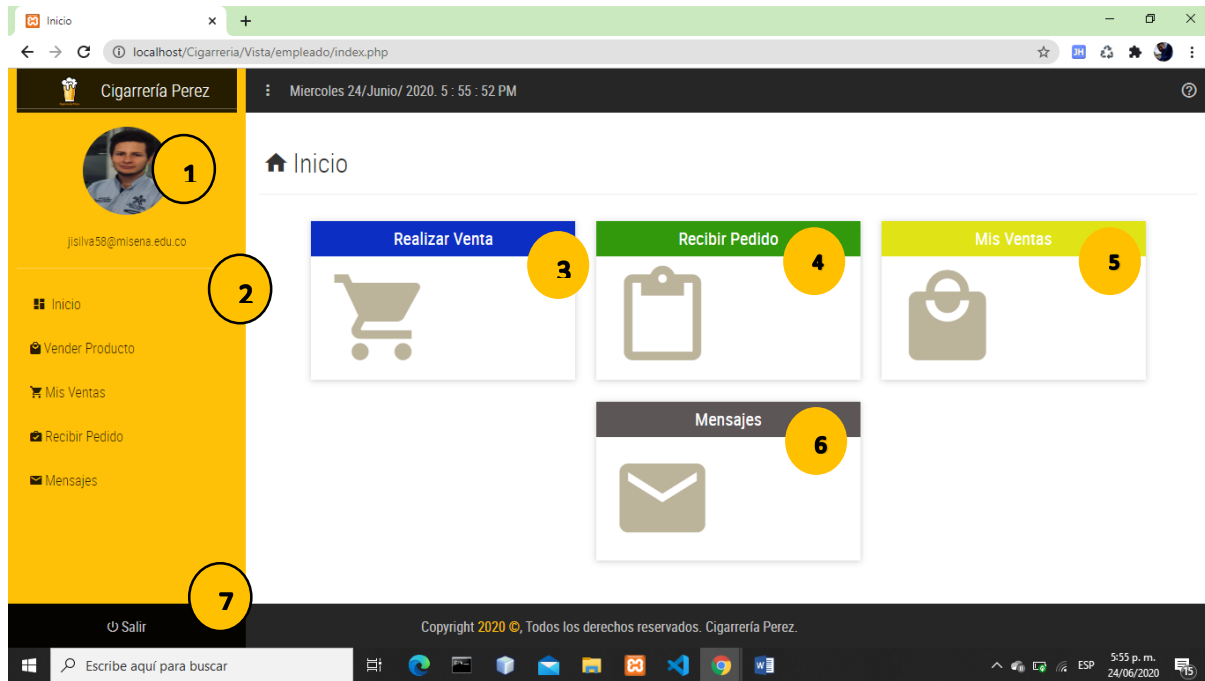 Inicio
localhost/Cigarreria/Vista/empleado/index.php
JH
Cigarrería Perez
Miercoles 24/Junio/ 2020. 5 : 55 : 52 PM
1
jisilva58@misena.edu.co
2
Inicio
Vender Producto
Mis Ventas
Recibir Pedido
Mensajes
7
Salir
Inicio
Realizar Venta
3
Recibir Pedido
4
Mis Ventas
5
Mensajes
6
Copyright 2020 ©, Todos los derechos reservados. Cigarrería Perez.
Escribe aquí para buscar
ESP
5:55 p. m.
24/06/2020
15